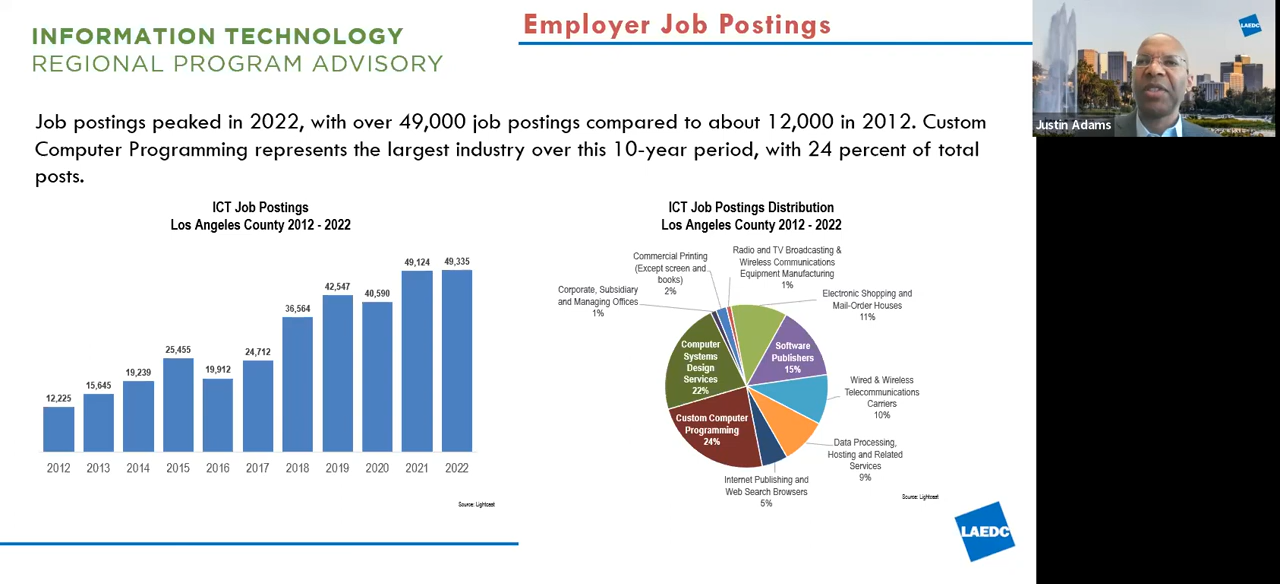 INFORMATION TECHNOLOGY
REGIONAL PROGRAM ADVISORY
Employer Job Postings
LAEDC
Justin Adams
Job postings peaked in 2022, with over 49,000 job postings compared to about 12,000 in 2012. Custom
Computer Programming represents the largest industry over this 10-year period, with 24 percent of total
posts.
ICT Job Postings
Los Angeles County 2012 - 2022
12,225
15,645
19,239
25,455
19,912
24,712
36,564
42,547
40,590
49,124
49,335
2012
2013
2014
2015
2016
2017
2018
2019
2020
2021
2022
Source: Lightcast
ICT Job Postings Distribution
Los Angeles County 2012 - 2022
Commercial Printing
(Except screen and
books)
2%
Radio and TV Broadcasting &
Wireless Communications
Equipment Manufacturing
1%
Corporate, Subsidiary
and Managing Offices
1%
Electronic Shopping and
Mail-Order Houses
11%
Computer
Systems
Design
Services
22%
Software
Publishers
15%
Wired & Wireless
Telecommunications
Carriers
10%
Custom Computer
Programming
24%
Data Processing,
Hosting and Related
Services
9%
Internet Publishing and
Web Search Browsers
5%
Source: Lightcast
LAEDC